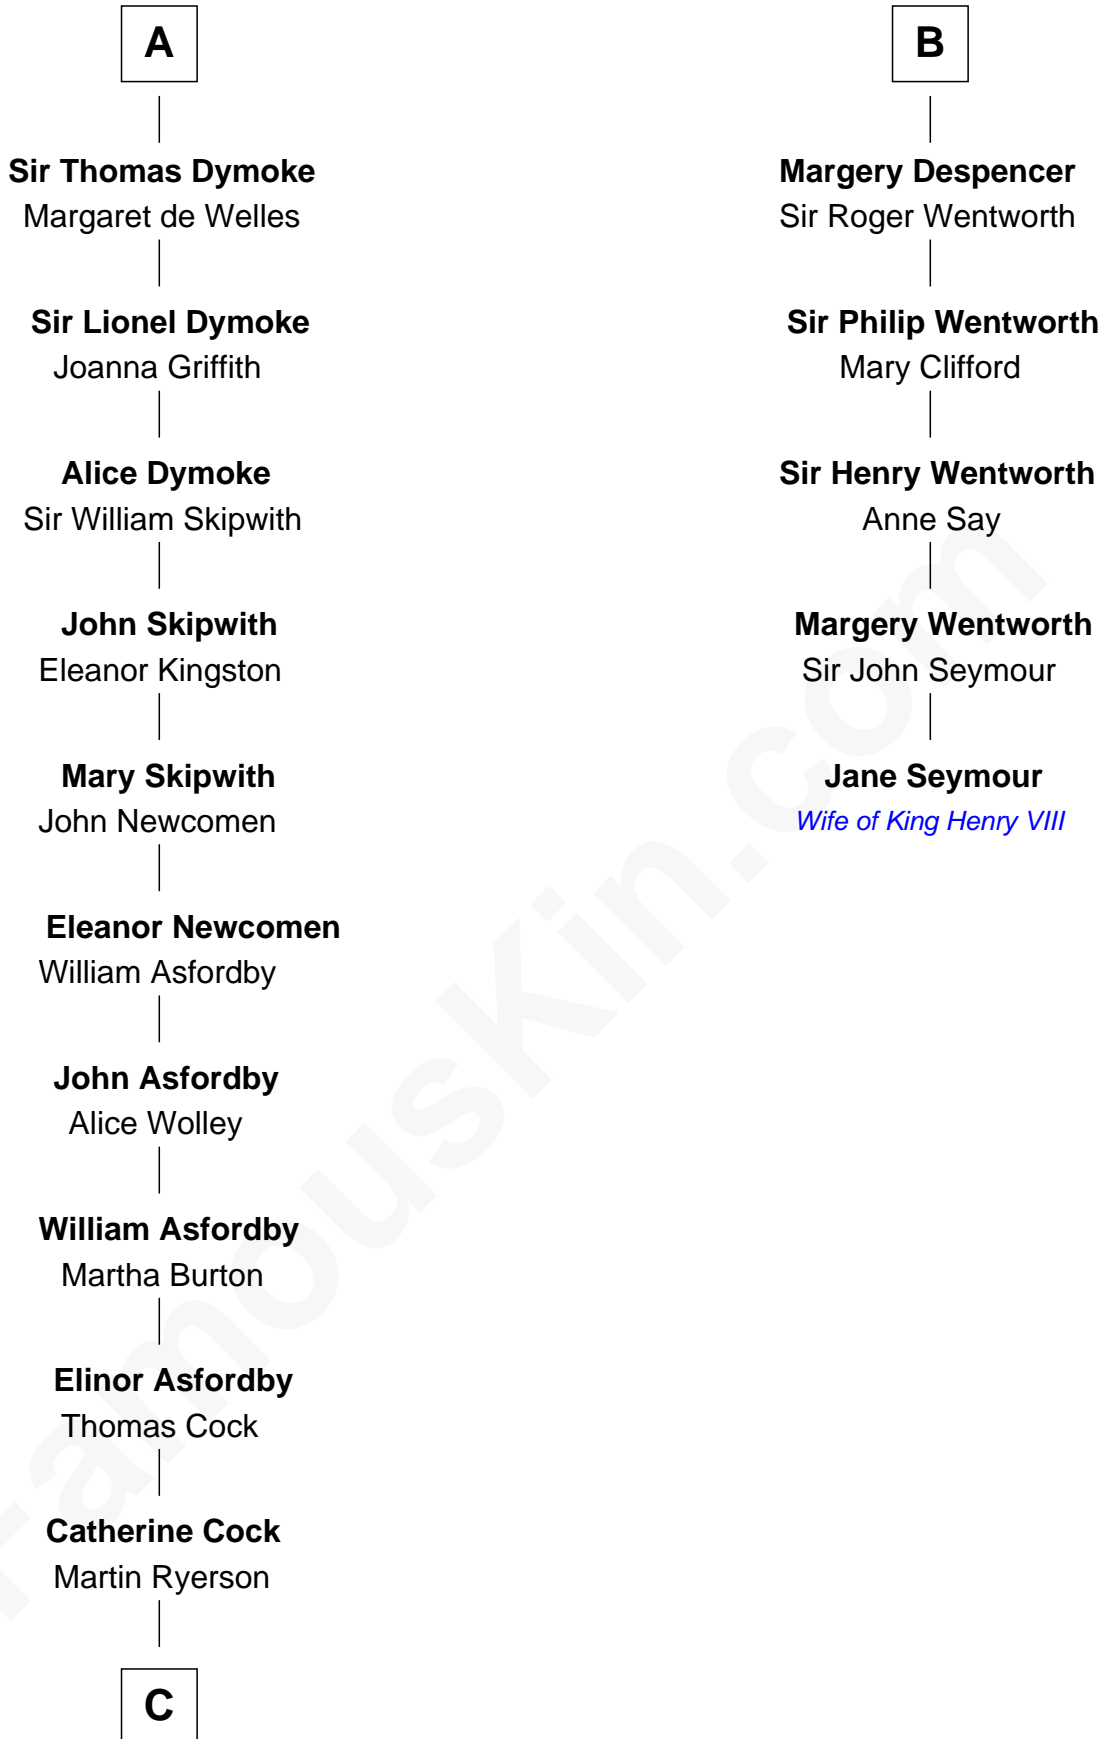 A
Sir Thomas Dymoke
Margaret de Welles
Sir Lionel Dymoke
Joanna Griffith
Alice Dymoke
Sir William Skipwith
John Skipwith
Eleanor Kingston
Mary Skipwith
John Newcomen
Eleanor Newcomen
William Asfordby
John Asfordby
Alice Wolley
William Asfordby
Martha Burton
Elinor Asfordby
Thomas Cock
Catherine Cock
Martin Ryerson
C
B
Margery Despencer
Sir Roger Wentworth
Sir Philip Wentworth
Mary Clifford
Sir Henry Wentworth
Anne Say
Margery Wentworth
Sir John Seymour
Jane Seymour
Wife of King Henry VIII
FamousKin.com